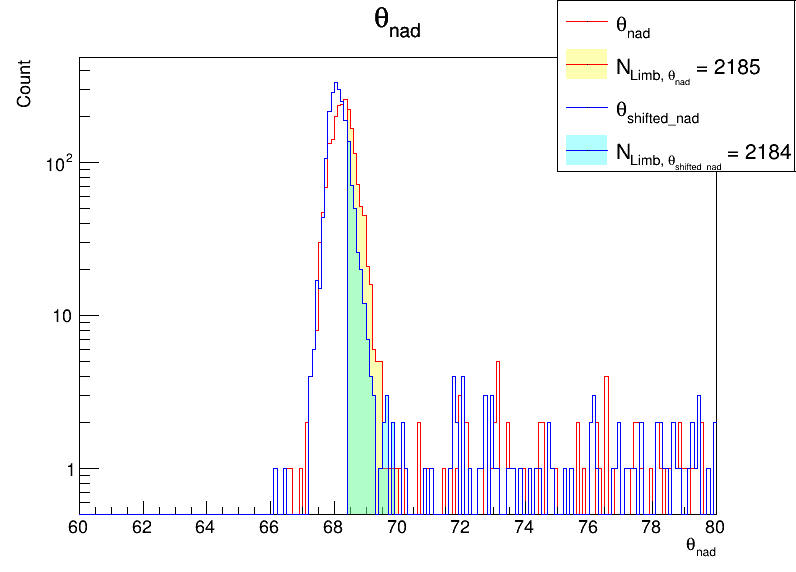 θnad
θnad
NLimb, θnad = 2185
θshifted_nad
NLimb, θshifted_nad = 2184
Count
10²
10
1
60 62 64 66 68 70 72 74 76 78 80
θnad